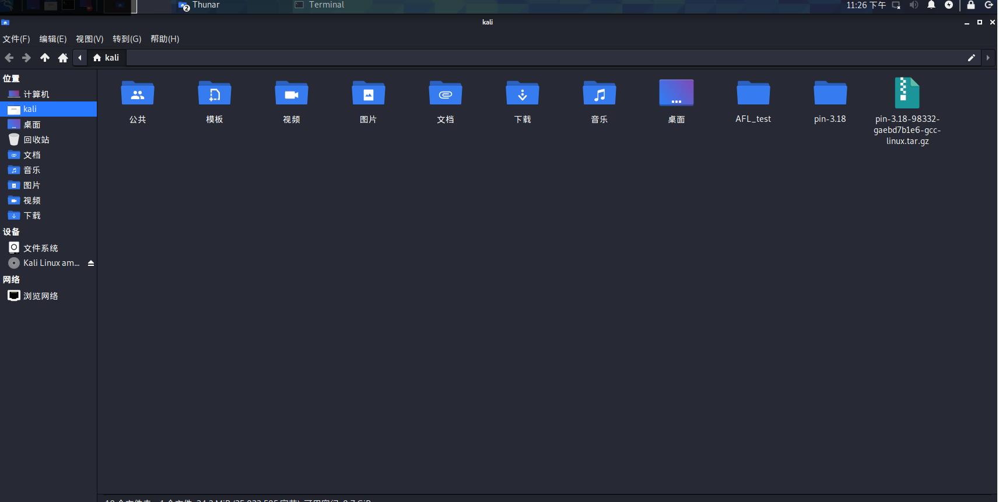 2 Thunar
Terminal
11:26 下午
kali
文件(F) 编辑(E) 视图(V) 转到(G) 帮助(H)
kali
位置
计算机
kali
桌面
回收站
文档
音乐
图片
视频
下载
设备
文件系统
Kali Linux am...
网络
浏览网络
公共
模板
视频
图片
文档
下载
音乐
桌面
AFL_test
pin-3.18
pin-3.18-98332-
gaebd7b1e6-gcc-
linux.tar.gz